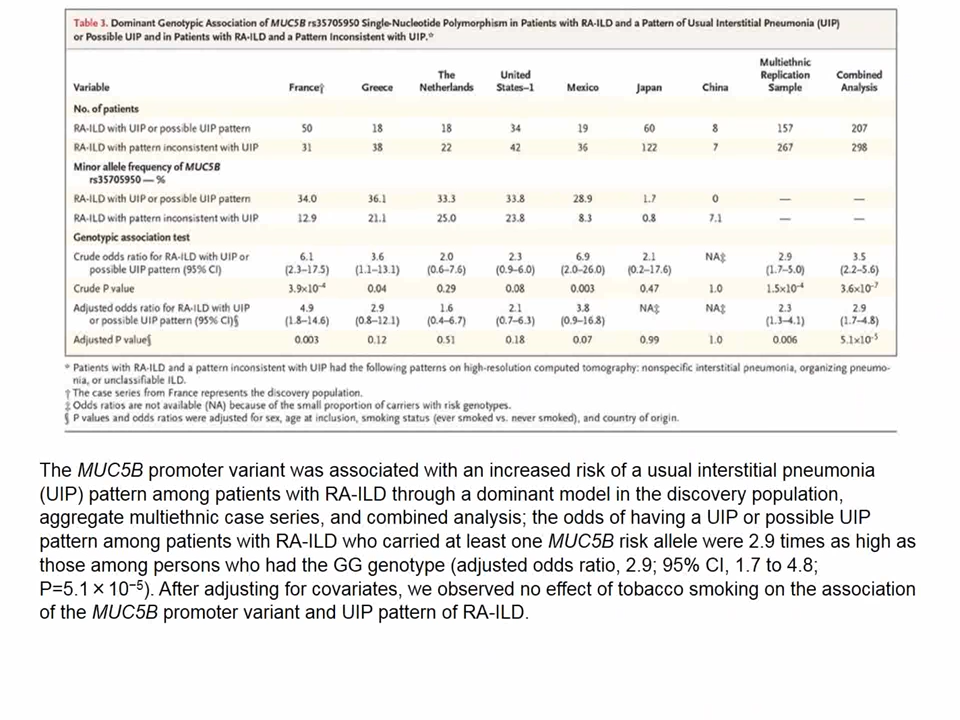 Table 3. Dominant Genotypic Association of MUC5B rs35705950 Single-Nucleotide Polymorphism in Patients with RA-ILD and a Pattern of Usual Interstitial Pneumonia (UIP)
or Possible UIP and in Patients with RA-ILD and a Pattern Inconsistent with UIP.*
Variable France† Greece The Netherlands United States–1 Mexico Japan China Multiethnic Replication Sample Combined Analysis
No. of patients
RA-ILD with UIP or possible UIP pattern 50 18 18 34 19 60 8 157 207
RA-ILD with pattern inconsistent with UIP 31 38 22 42 36 122 7 267 298
Minor allele frequency of MUC5B
rs35705950 — %
RA-ILD with UIP or possible UIP pattern 34.0 36.1 33.3 33.8 28.9 1.7 0 — —
RA-ILD with pattern inconsistent with UIP 12.9 21.1 25.0 23.8 8.3 0.8 7.1 — —
Genotypic association test
Crude odds ratio for RA-ILD with UIP or 6.1 3.6 2.0 2.3 6.9 2.1 NA‡ 2.9 3.5
possible UIP pattern (95% CI) (2.3–17.5) (1.1–13.1) (0.6–7.6) (0.9–6.0) (2.0–26.0) (0.2–17.6) (1.7–5.0) (2.2–5.6)
Crude P value 3.9×10⁻⁴ 0.04 0.29 0.08 0.003 0.47 1.0 1.5×10⁻⁴ 3.6×10⁻⁷
Adjusted odds ratio for RA-ILD with UIP 4.9 2.9 1.6 2.1 3.8 NA‡ NA‡ 2.3 2.9
or possible UIP pattern (95% CI)§ (1.8–14.6) (0.8–12.1) (0.4–6.7) (0.7–6.3) (0.9–16.8) (1.3–4.1) (1.7–4.8)
Adjusted P value§ 0.003 0.12 0.51 0.18 0.07 0.99 1.0 0.006 5.1×10⁻⁵
* Patients with RA-ILD and a pattern inconsistent with UIP had the following patterns on high-resolution computed tomography: nonspecific interstitial pneumonia, organizing pneumo-
nia, or unclassifiable ILD.
† The case series from France represents the discovery population.
‡ Odds ratios are not available (NA) because of the small proportion of carriers with risk genotypes.
§ P values and odds ratios were adjusted for sex, age at inclusion, smoking status (ever smoked vs. never smoked), and country of origin.
The MUC5B promoter variant was associated with an increased risk of a usual interstitial pneumonia
(UIP) pattern among patients with RA-ILD through a dominant model in the discovery population,
aggregate multiethnic case series, and combined analysis; the odds of having a UIP or possible UIP
pattern among patients with RA-ILD who carried at least one MUC5B risk allele were 2.9 times as high as
those among persons who had the GG genotype (adjusted odds ratio, 2.9; 95% CI, 1.7 to 4.8;
P=5.1 × 10⁻⁵). After adjusting for covariates, we observed no effect of tobacco smoking on the association
of the MUC5B promoter variant and UIP pattern of RA-ILD.